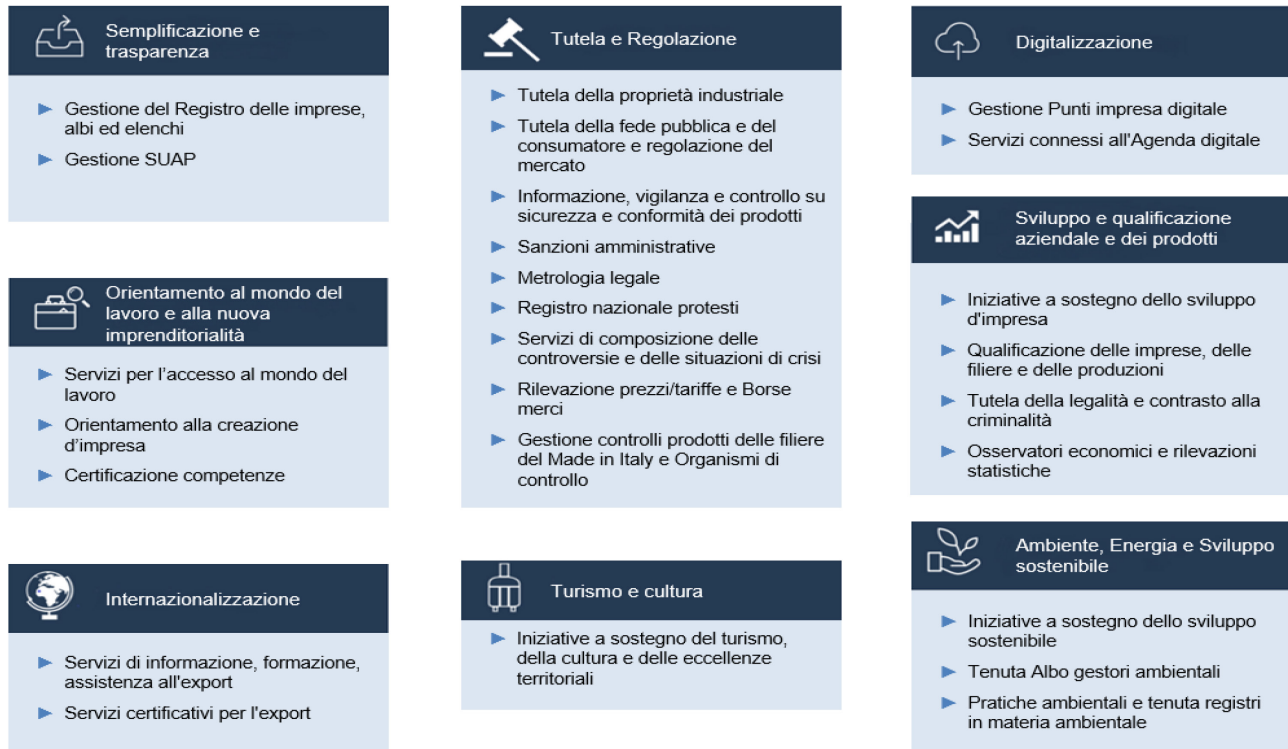 Semplificazione e
trasparenza
► Gestione del Registro delle imprese,
albi ed elenchi
► Gestione SUAP
Orientamento al mondo del
lavoro e alla nuova
imprenditorialità
► Servizi per l’accesso al mondo del
lavoro
► Orientamento alla creazione
d’impresa
► Certificazione competenze
Internazionalizzazione
► Servizi di informazione, formazione,
assistenza all'export
► Servizi certificativi per l'export
Tutela e Regolazione
► Tutela della proprietà industriale
► Tutela della fede pubblica e del
consumatore e regolazione del
mercato
► Informazione, vigilanza e controllo su
sicurezza e conformità dei prodotti
► Sanzioni amministrative
► Metrologia legale
► Registro nazionale protesti
► Servizi di composizione delle
controversie e delle situazioni di crisi
► Rilevazione prezzi/tariffe e Borse
merci
► Gestione controlli prodotti delle filiere
del Made in Italy e Organismi di
controllo
Turismo e cultura
► Iniziative a sostegno del turismo,
della cultura e delle eccellenze
territoriali
Digitalizzazione
► Gestione Punti impresa digitale
► Servizi connessi all'Agenda digitale
Sviluppo e qualificazione
aziendale e dei prodotti
► Iniziative a sostegno dello sviluppo
d'impresa
► Qualificazione delle imprese, delle
filiere e delle produzioni
► Tutela della legalità e contrasto alla
criminalità
► Osservatori economici e rilevazioni
statistiche
Ambiente, Energia e Sviluppo
sostenibile
► Iniziative a sostegno dello sviluppo
sostenibile
► Tenuta Albo gestori ambientali
► Pratiche ambientali e tenuta registri
in materia ambientale